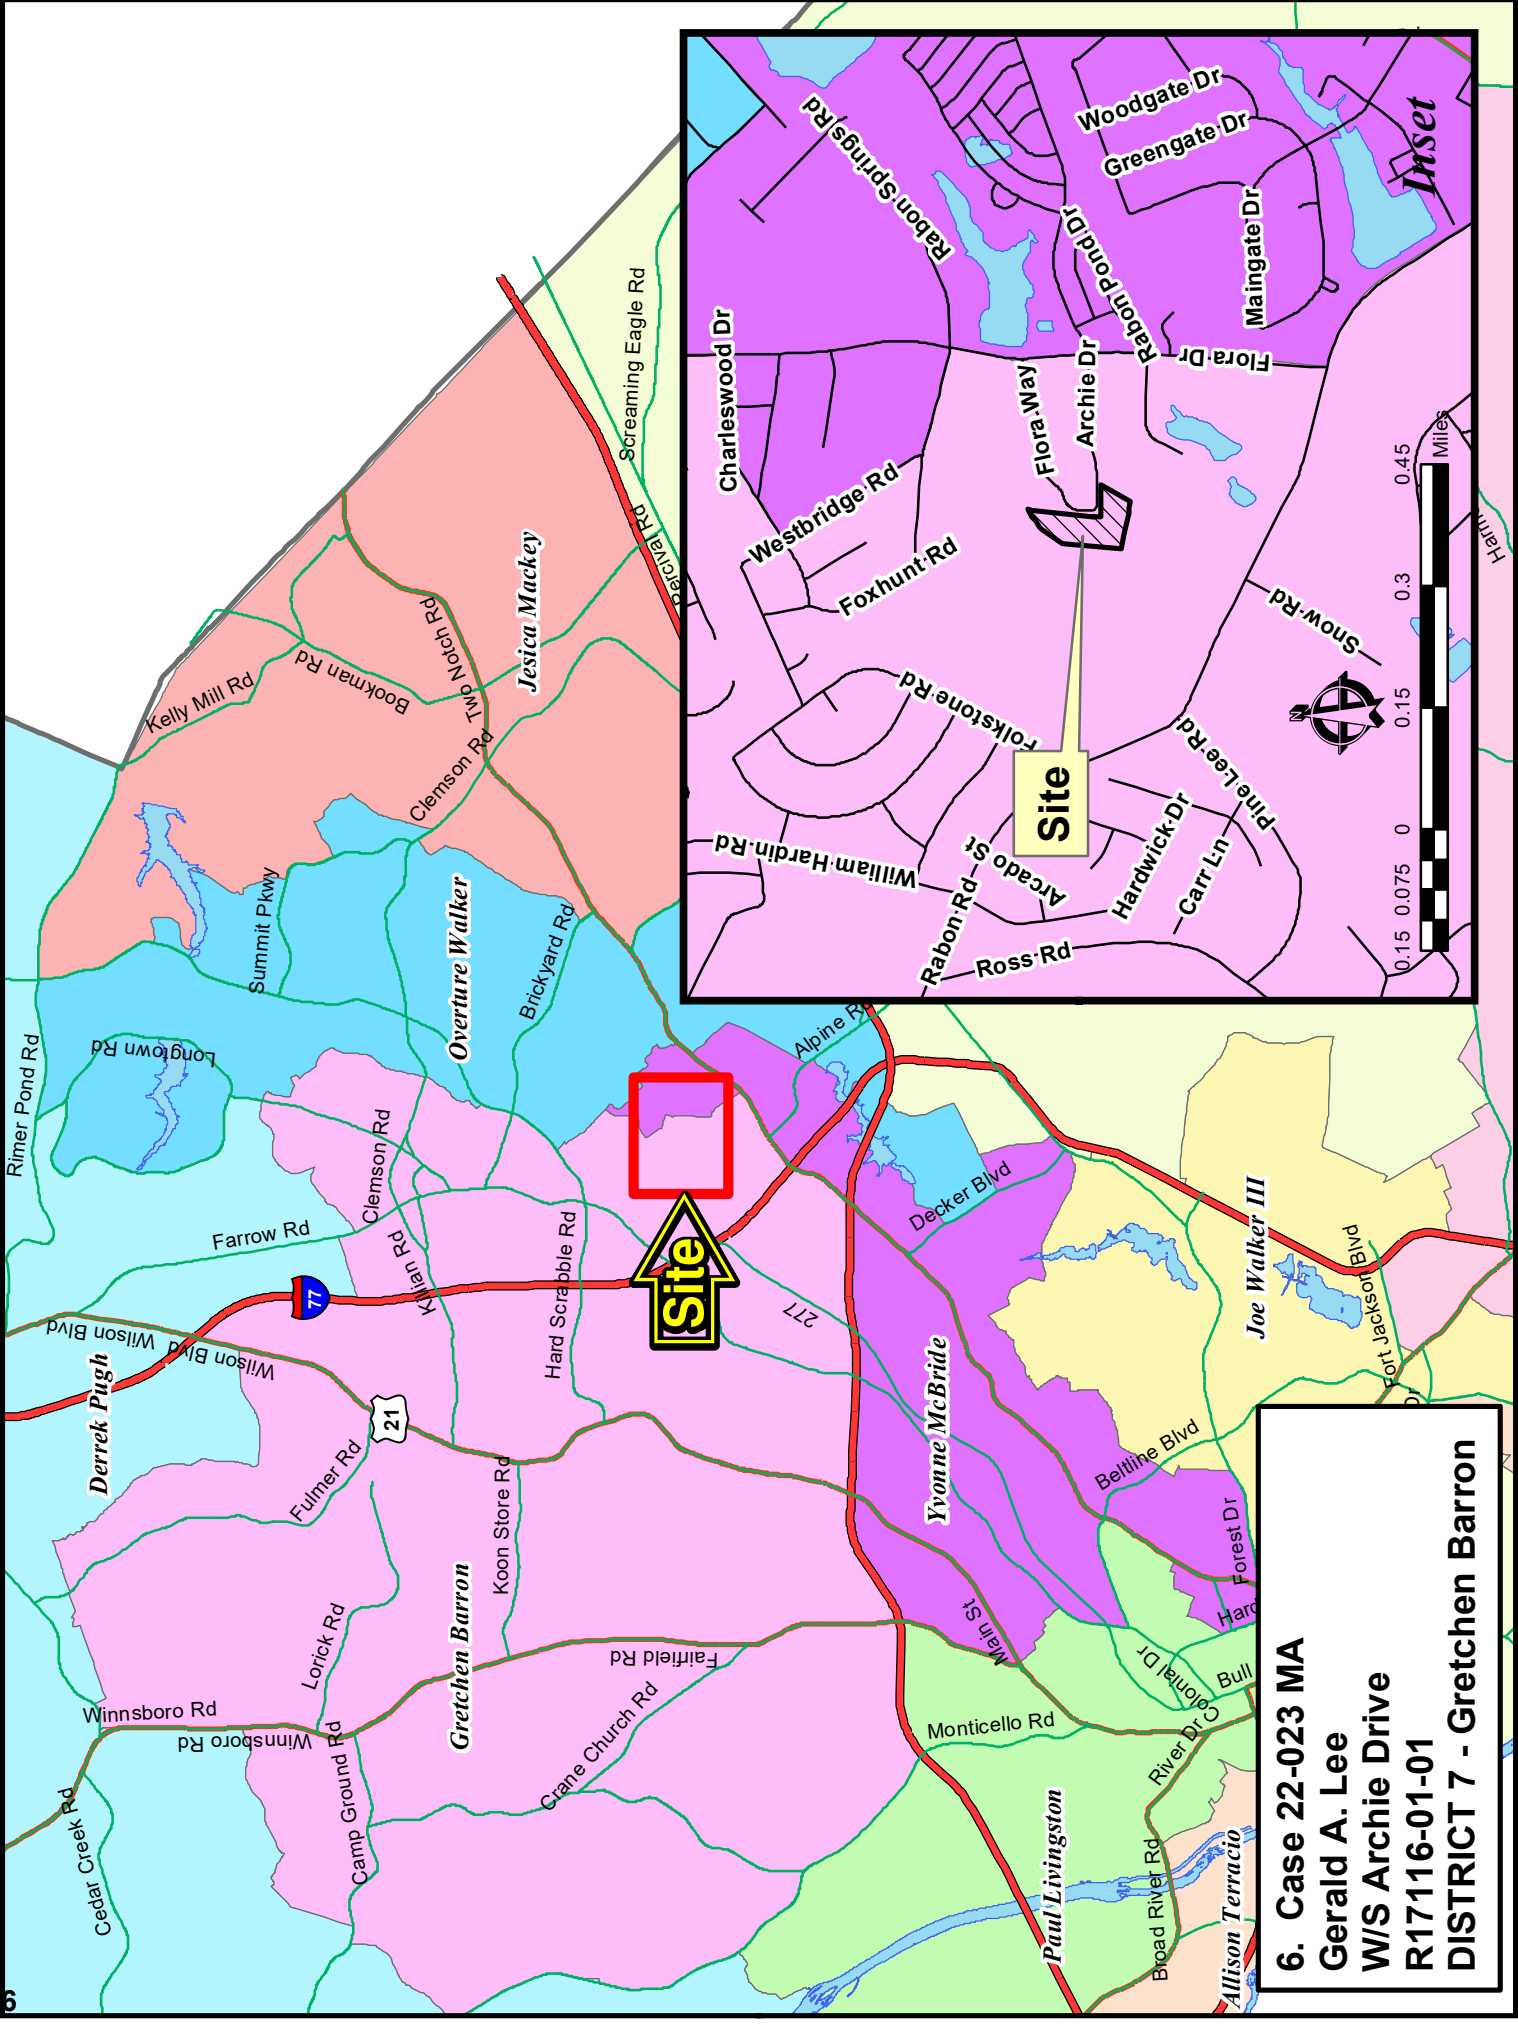 6
Rimer Pond Rd
Longtown Rd
Kelly Mill Rd
Bookman Rd
Two Notch Rd
Clemson Rd
Jesica Mackey
Screaming Eagle Rd
Percival Rd
Summit Pkwy
Overture Walker
Brickyard Rd
Alpine Rd
Derrek Pugh
Wilson Blvd
Wilson Blvd
Farrow Rd
77
Clemson Rd
Killian Rd
Hard Scrabble Rd
Site
277
21
Fulmer Rd
Koon Store Rd
Lorick Rd
Gretchen Barron
Winnsboro Rd
Winnsboro Rd
Fairfield Rd
Crane Church Rd
Camp Ground Rd
Cedar Creek Rd
Yvonne McBride
Decker Blvd
Joe Walker III
Fort Jackson Blvd
Beltline Blvd
Forest Dr
Hard
Dr
Main St
Colonial Dr
Bull
River Dr
Monticello Rd
Paul Livingston
Broad River Rd
Allison Terracio
Charleswood Dr
Rabon Springs Rd
Woodgate Dr
Greengate Dr
Inset
Maingate Dr
Rabon Pond Dr
Flora Dr
Archie Dr
Flora Way
Westbridge Rd
Foxhunt Rd
Folkstone Rd
William Hardin Rd
Site
Snow Rd
Pine Lee Rd
Hardwick Dr
Carr Ln
Arcado St
Rabon Rd
Ross Rd
N
0.15 0.075 0 0.15 0.3 0.45
Miles
6. Case 22-023 MA
Gerald A. Lee
W/S Archie Drive
R17116-01-01
DISTRICT 7 - Gretchen Barron